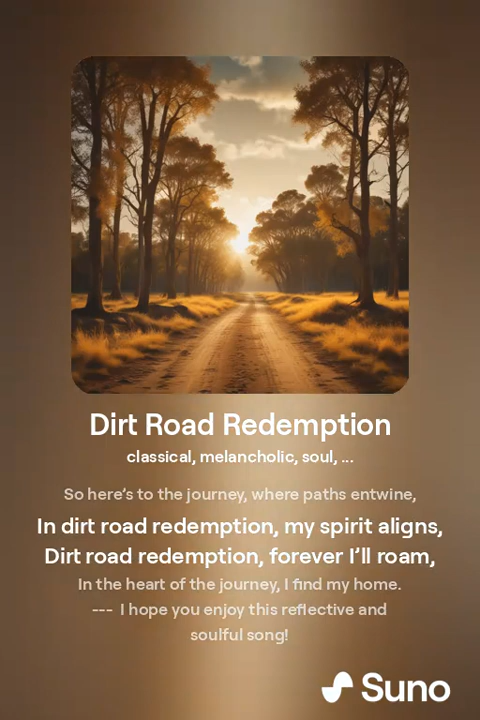 Dirt Road Redemption
classical, melancholic, soul, ...
So here's to the journey, where paths entwine,
In dirt road redemption, my spirit aligns,
Dirt road redemption, forever I'll roam,
In the heart of the journey, I find my home.
--- I hope you enjoy this reflective and
soulful song!
Suno